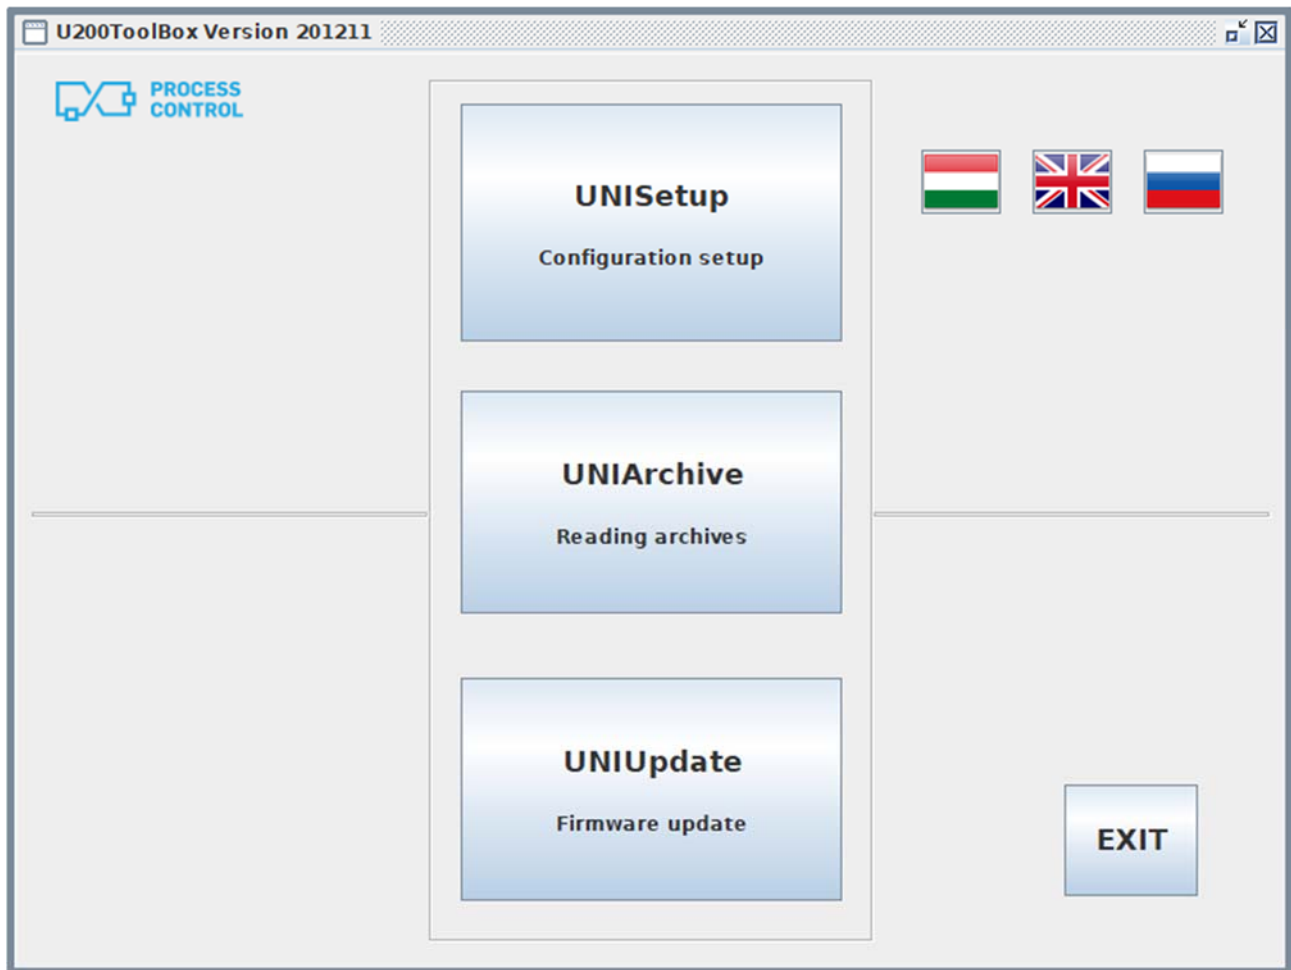 U200ToolBox Version 201211
PROCESS
CONTROL
UNISetup
Configuration setup
UNIArchive
Reading archives
UNIUpdate
Firmware update
EXIT